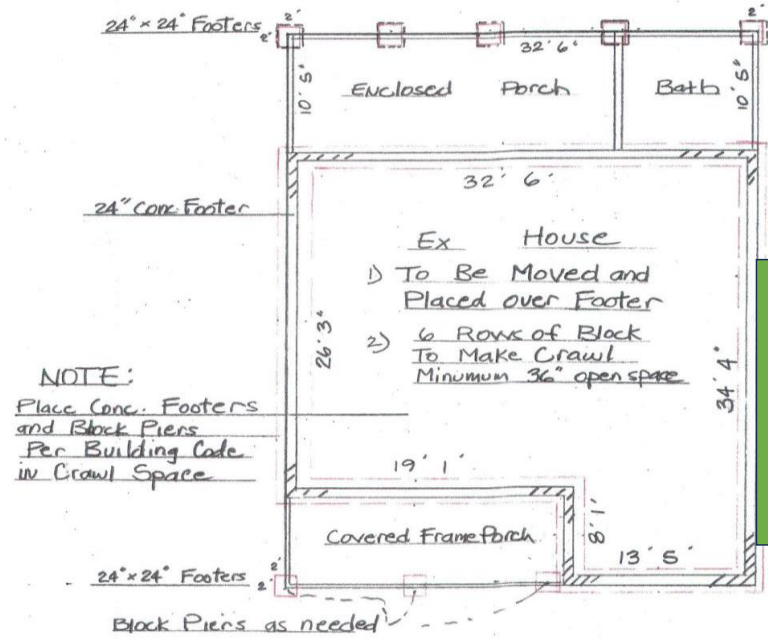 2'
2'
24" x 24" Footers
2'
32' 6"
10' 5"
Enclosed Porch
Bath
10' 5"
32' 6"
24" Conc Footer
Ex House
1) To Be Moved and
Placed over Footer
2) 6 Rows of Block
To Make Crawl
Minumum 36" open space
26' 3"
34' 4"
NOTE:
Place Conc. Footers
and Block Piers
Per Building Code
in Crawl Space
19' 1"
8' 1"
Covered Frame Porch
13' 5"
2'
24" x 24" Footers
2'
Block Piers as needed